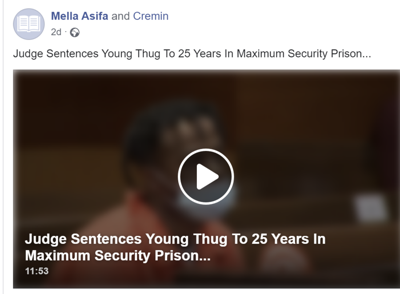 Mella Asifa and Cremin
2d ·
Judge Sentences Young Thug To 25 Years In Maximum Security Prison...
Judge Sentences Young Thug To 25 Years In
Maximum Security Prison...
11:53